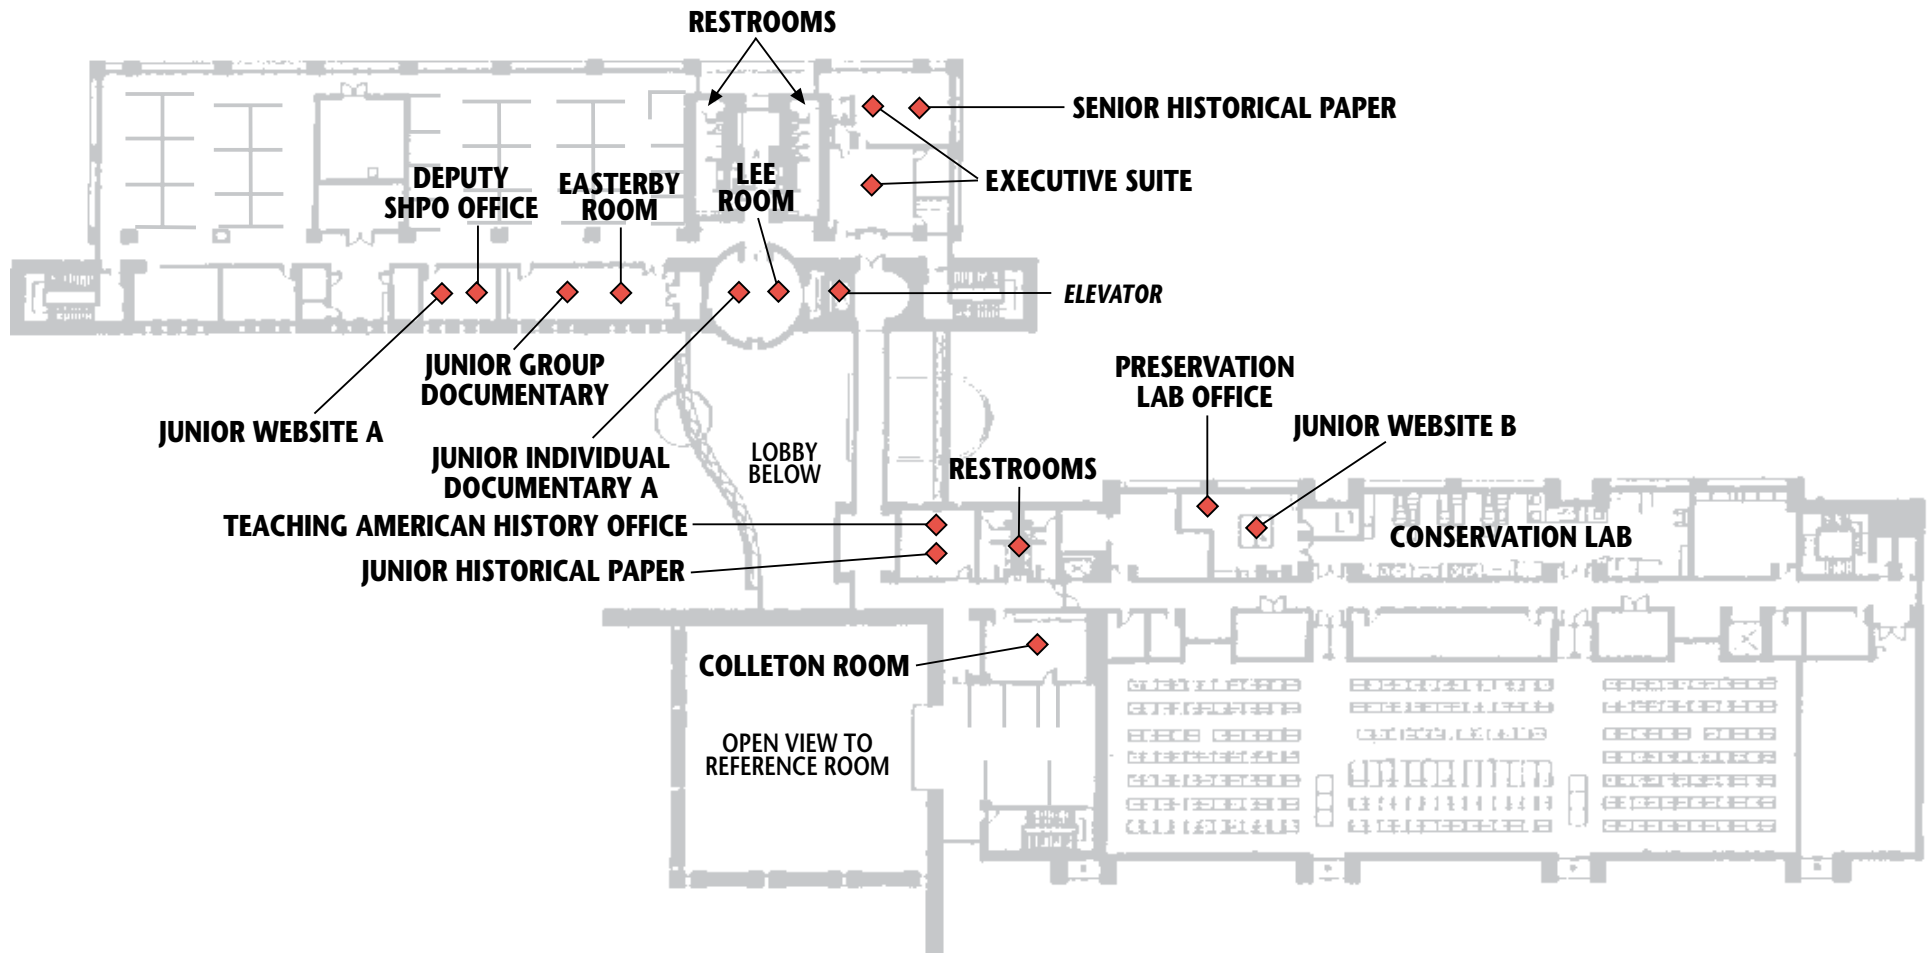 RESTROOMS
SENIOR HISTORICAL PAPER
DEPUTY
SHPO OFFICE
EASTERBY
ROOM
LEE
ROOM
EXECUTIVE SUITE
ELEVATOR
JUNIOR GROUP
DOCUMENTARY
PRESERVATION
LAB OFFICE
JUNIOR WEBSITE A
JUNIOR WEBSITE B
JUNIOR INDIVIDUAL
DOCUMENTARY A
LOBBY
BELOW
RESTROOMS
TEACHING AMERICAN HISTORY OFFICE
CONSERVATION LAB
JUNIOR HISTORICAL PAPER
COLLETON ROOM
OPEN VIEW TO
REFERENCE ROOM